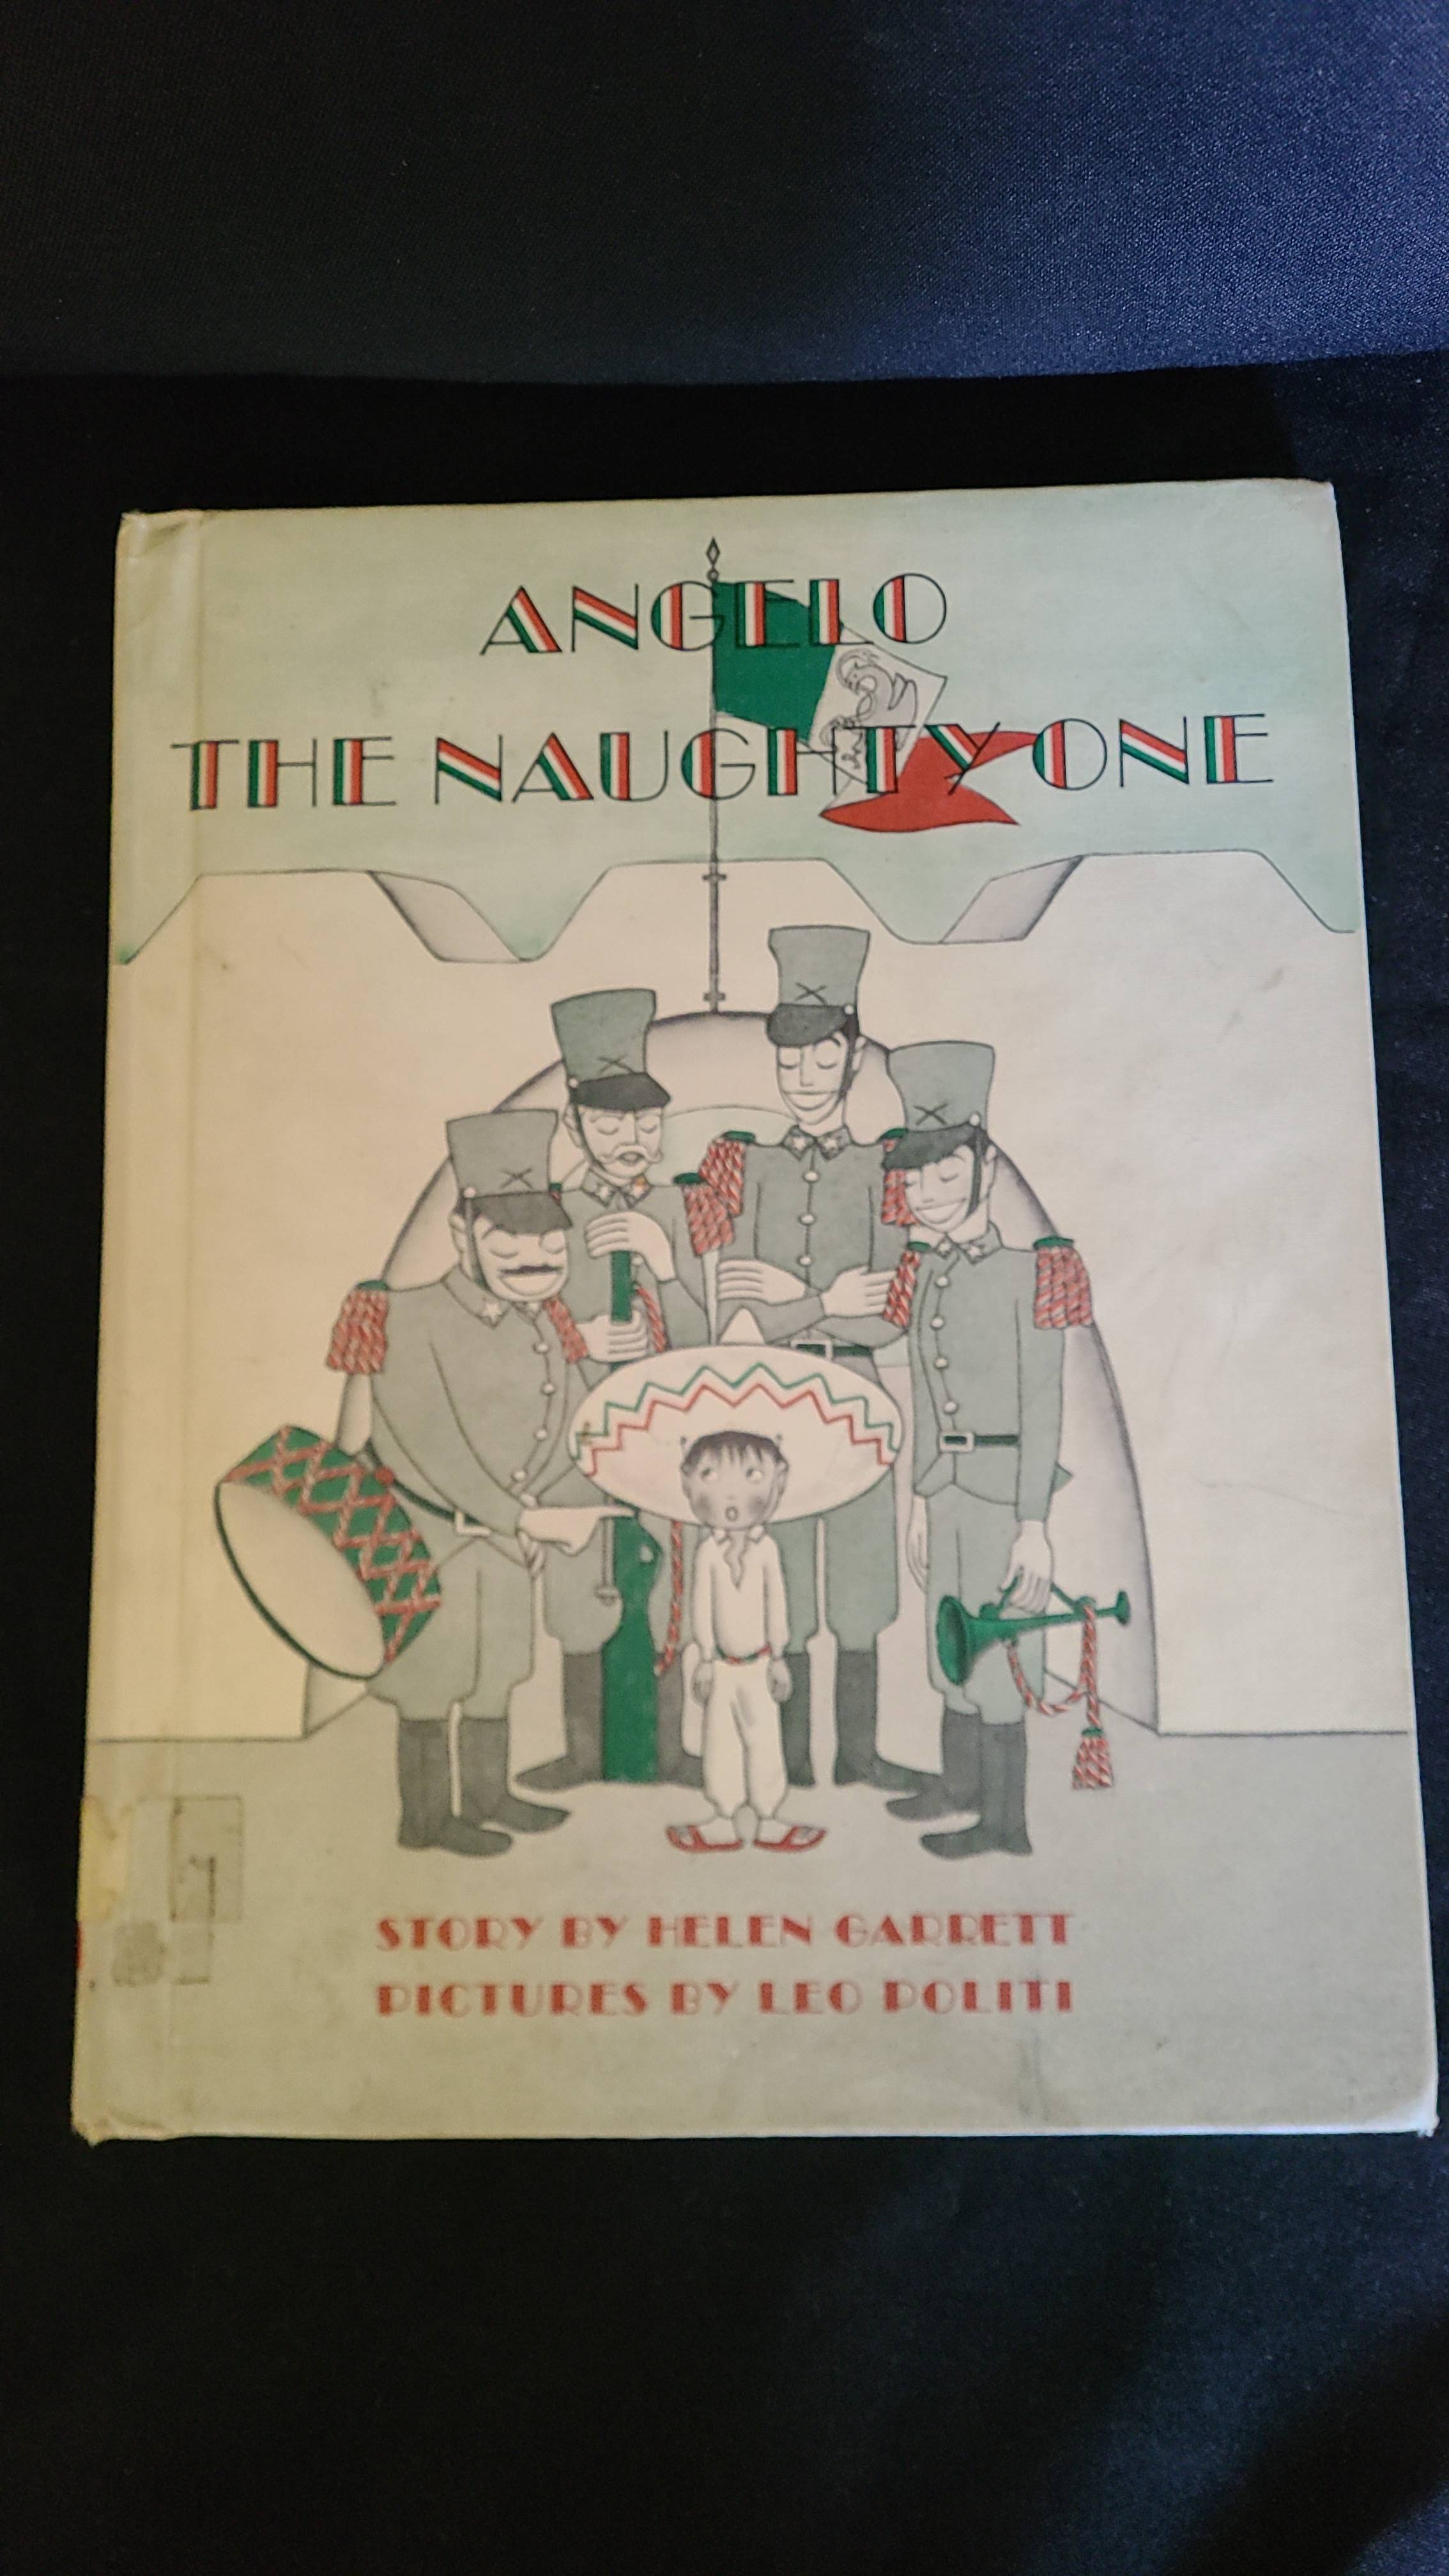 ANGELO
THE NAUGHTY ONE
STORY BY HELEN GARRETT
PICTURES BY LEO POLITI